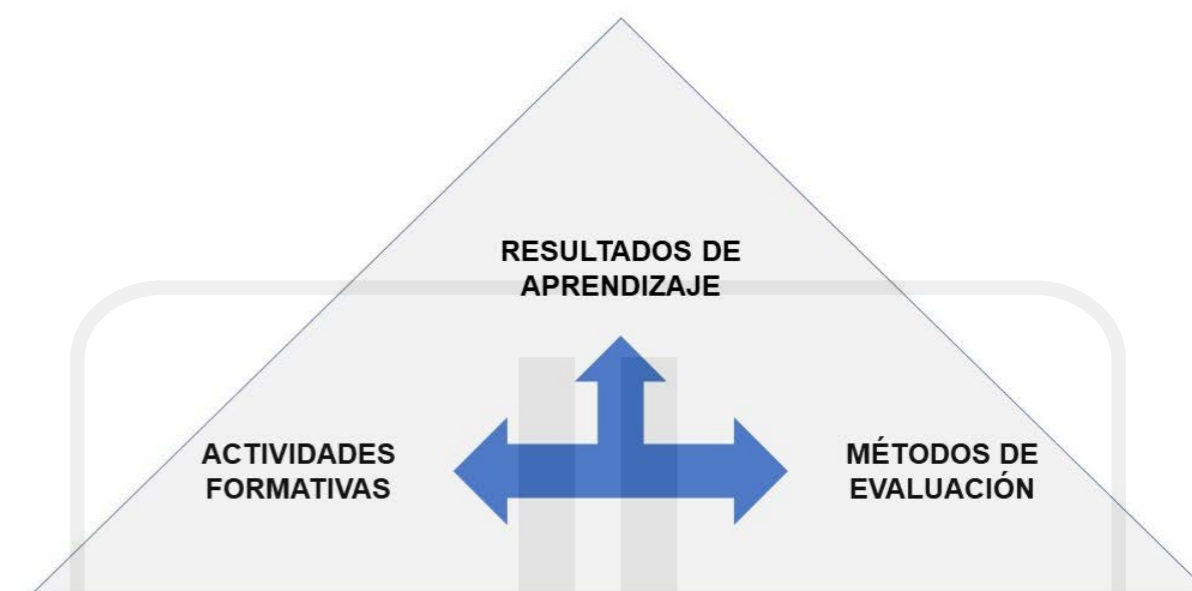 RESULTADOS DE
APRENDIZAJE
ACTIVIDADES
FORMATIVAS
MÉTODOS DE
EVALUACIÓN